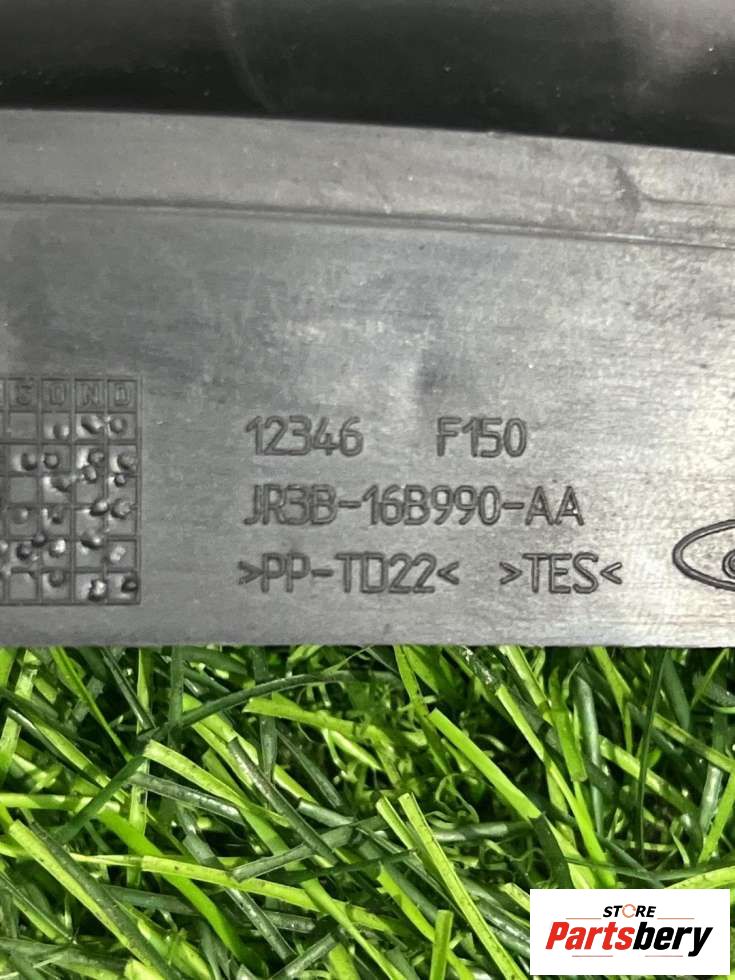 S O N D
12346 F150
JR3B-16B990-AA
>PP-TD22< >TES<
STORE
Partsbery